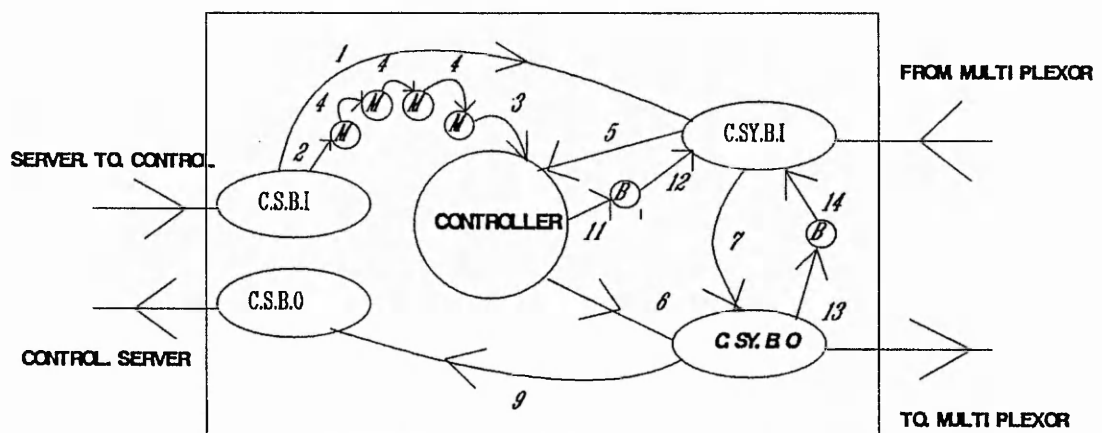 1
4
4
4
M
M
M
M
3
2
5
FROM MULTI PLEXOR
C.SY.B.I
SERVER. TO. CONTROL
C.S.B.I
CONTROLLER
B
12
11
B
14
7
C.S.B.O
6
13
C.SY.B.O
CONTROL. SERVER
9
TO. MULTI PLEXOR